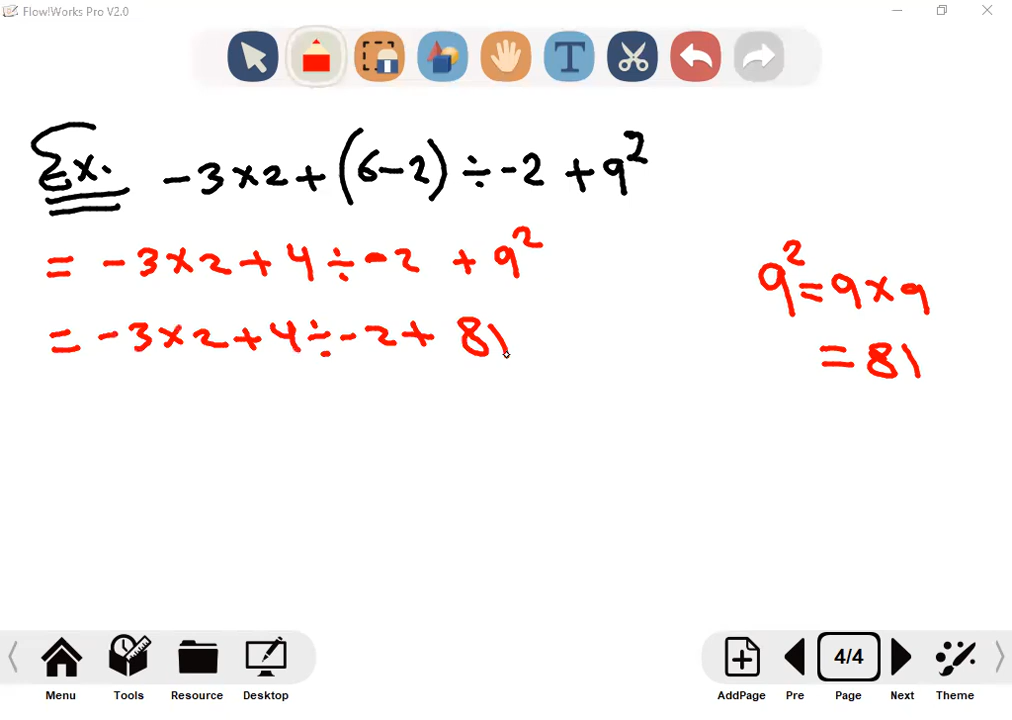 Flow!Works Pro V2.0
T
Ex. -3×2+(6-2)÷-2+9²
= -3×2+4÷-2+9²
9²=9×9
= -3×2+4÷-2+81
=81
4/4
Menu Tools Resource Desktop AddPage Pre Page Next Theme